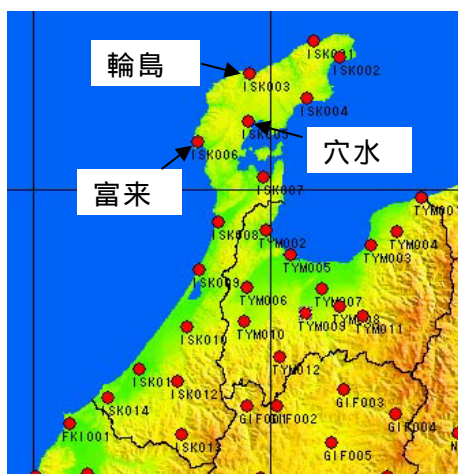 輪島
ISK001
ISK002
ISK003
ISK004
ISK005
穴水
ISK006
富来
ISK007
TYM001
ISK008
TYM002
TYM004
TYM003
TYM005
ISK009
TYM006
TYM007
TYM008
TYM009
TYM011
TYM010
ISK010
TYM012
ISK012
GIF003
ISK014
GIF001
GIF002
GIF004
FKI001
ISK013
GIF005